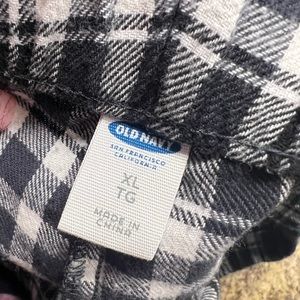 OLD NAVY
SAN FRANCISCO
CALIFORNIA
XL
TG
MADE IN
CHINA